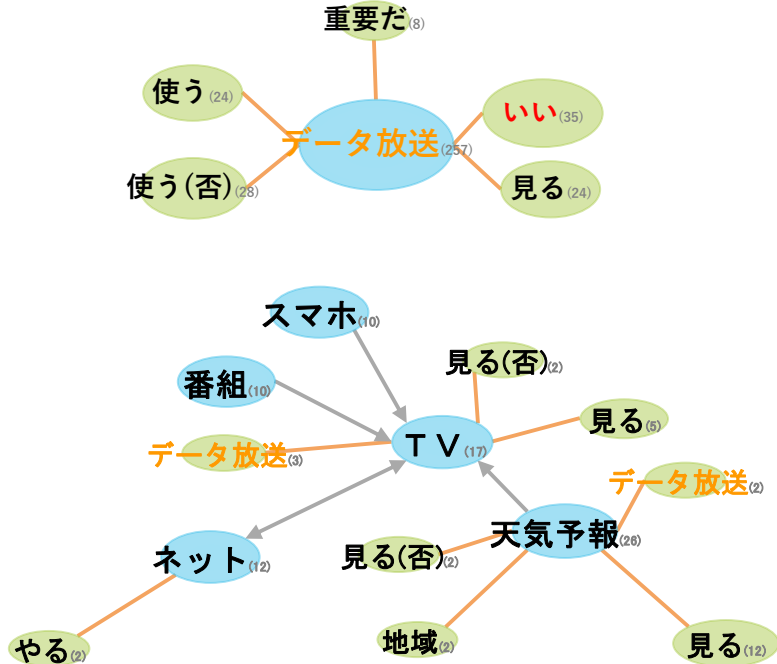 重要だ(8)
使う(24)
いい(35)
データ放送(257)
使う(否)(28)
見る(24)
スマホ(10)
見る(否)(2)
番組(10)
見る(5)
データ放送(3)
TV(17)
データ放送(2)
天気予報(26)
ネット(12)
見る(否)(2)
やる(2)
地域(2)
見る(12)